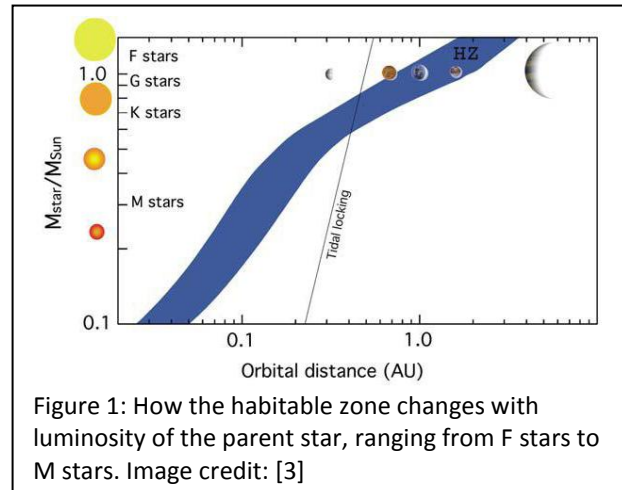 F stars
HZ
1.0
G stars
K stars
Mstar/MSun
Tidal locking
M stars
0.1
0.1
1.0
Orbital distance (AU)
Figure 1: How the habitable zone changes with
luminosity of the parent star, ranging from F stars to
M stars. Image credit: [3]